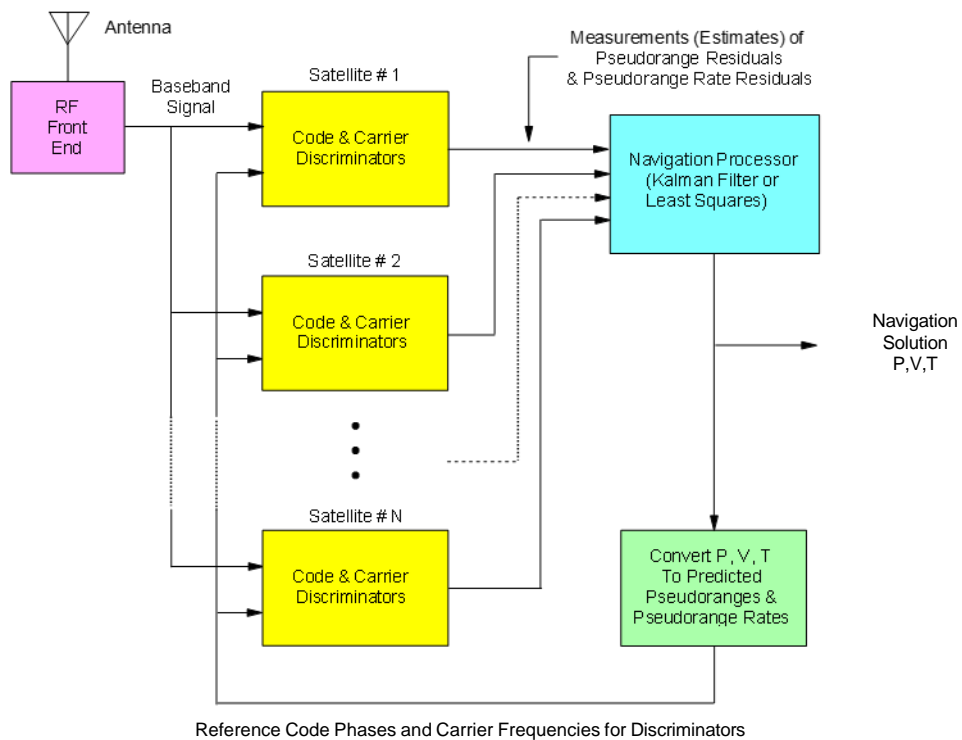 Antenna
RF
Front
End
Baseband
Signal
Satellite # 1
Code & Carrier
Discriminators
Measurements (Estimates) of
Pseudorange Residuals
& Pseudorange Rate Residuals
Navigation Processor
(Kalman Filter or
Least Squares)
Satellite # 2
Code & Carrier
Discriminators
Navigation
Solution
P,V,T
Satellite # N
Code & Carrier
Discriminators
Convert P, V, T
To Predicted
Pseudoranges &
Pseudorange Rates
Reference Code Phases and Carrier Frequencies for Discriminators